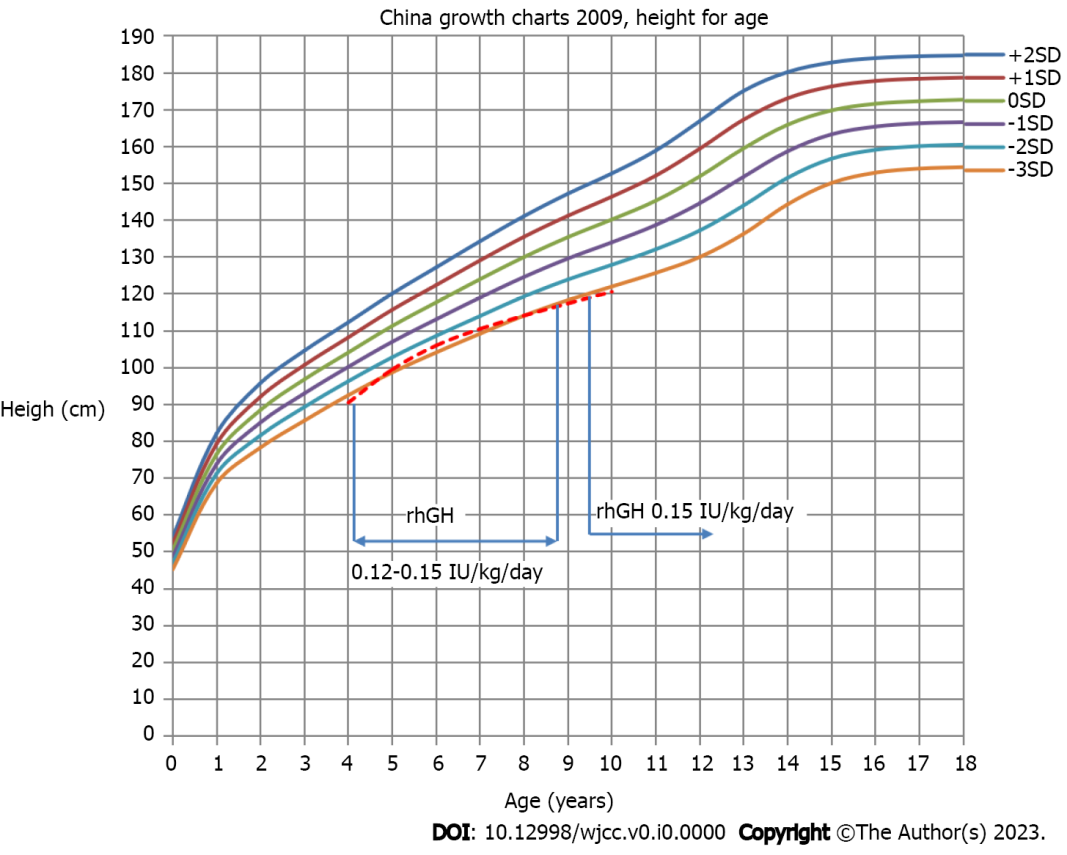 China growth charts 2009, height for age
190
180
170
160
150
140
130
120
110
100
90
80
70
60
50
40
30
20
10
0
Heigh (cm)
+2SD
+1SD
0SD
-1SD
-2SD
-3SD
rhGH
0.12-0.15 IU/kg/day
rhGH 0.15 IU/kg/day
0 1 2 3 4 5 6 7 8 9 10 11 12 13 14 15 16 17 18
Age (years)
DOI: 10.12998/wjcc.v0.i0.0000 Copyright ©The Author(s) 2023.